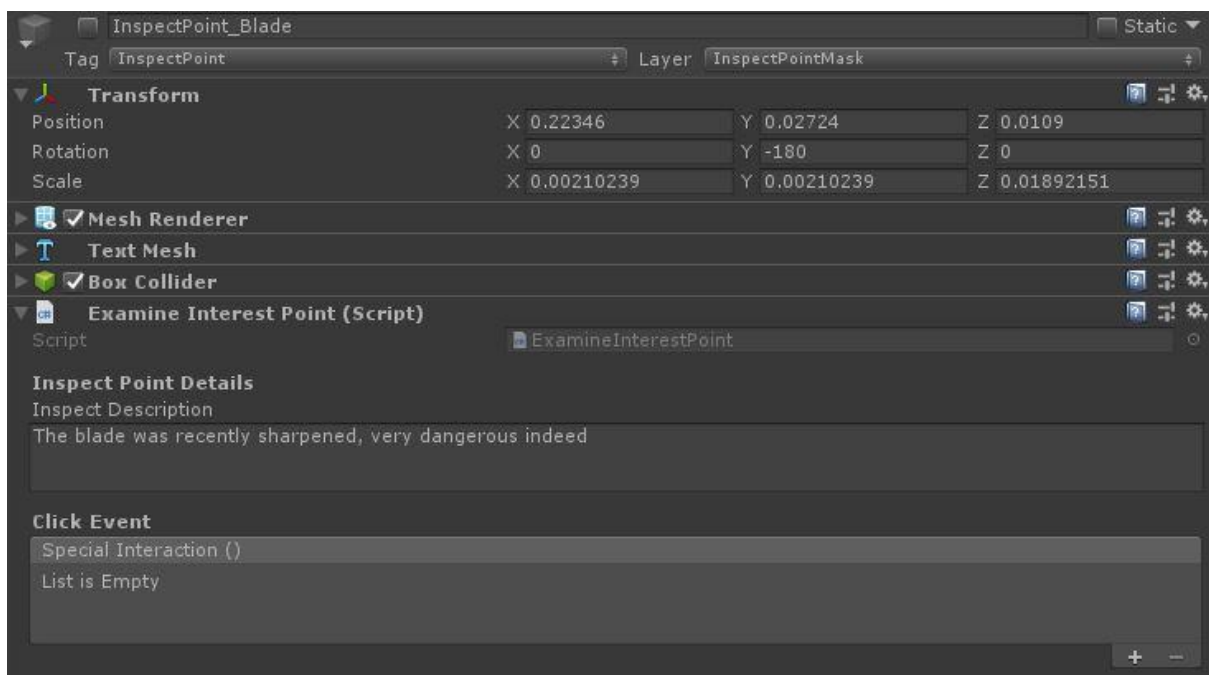 InspectPoint_Blade Static
Tag InspectPoint Layer InspectPointMask
Transform
Position X 0.22346 Y 0.02724 Z 0.0109
Rotation X 0 Y -180 Z 0
Scale X 0.00210239 Y 0.00210239 Z 0.01892151
Mesh Renderer
Text Mesh
Box Collider
Examine Interest Point (Script)
Script ExamineInterestPoint
Inspect Point Details
Inspect Description
The blade was recently sharpened, very dangerous indeed
Click Event
Special Interaction ()
List is Empty